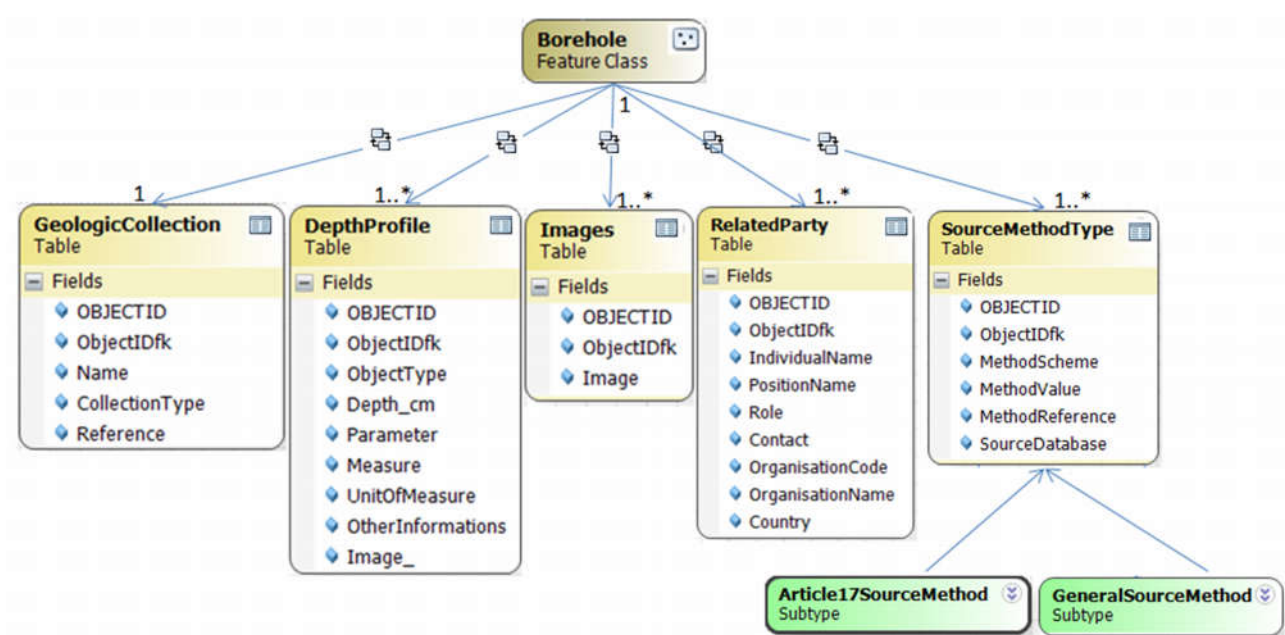 Borehole
Feature Class
1
1
1..*
1..*
1..*
1..*
GeologicCollection
Table
Fields
OBJECTID
ObjectIDfk
Name
CollectionType
Reference
DepthProfile
Table
Fields
OBJECTID
ObjectIDfk
ObjectType
Depth_cm
Parameter
Measure
UnitOfMeasure
OtherInformations
Image_
Images
Table
Fields
OBJECTID
ObjectIDfk
Image
RelatedParty
Table
Fields
OBJECTID
ObjectIDfk
IndividualName
PositionName
Role
Contact
OrganisationCode
OrganisationName
Country
SourceMethodType
Table
Fields
OBJECTID
ObjectIDfk
MethodScheme
MethodValue
MethodReference
SourceDatabase
Article17SourceMethod
Subtype
GeneralSourceMethod
Subtype